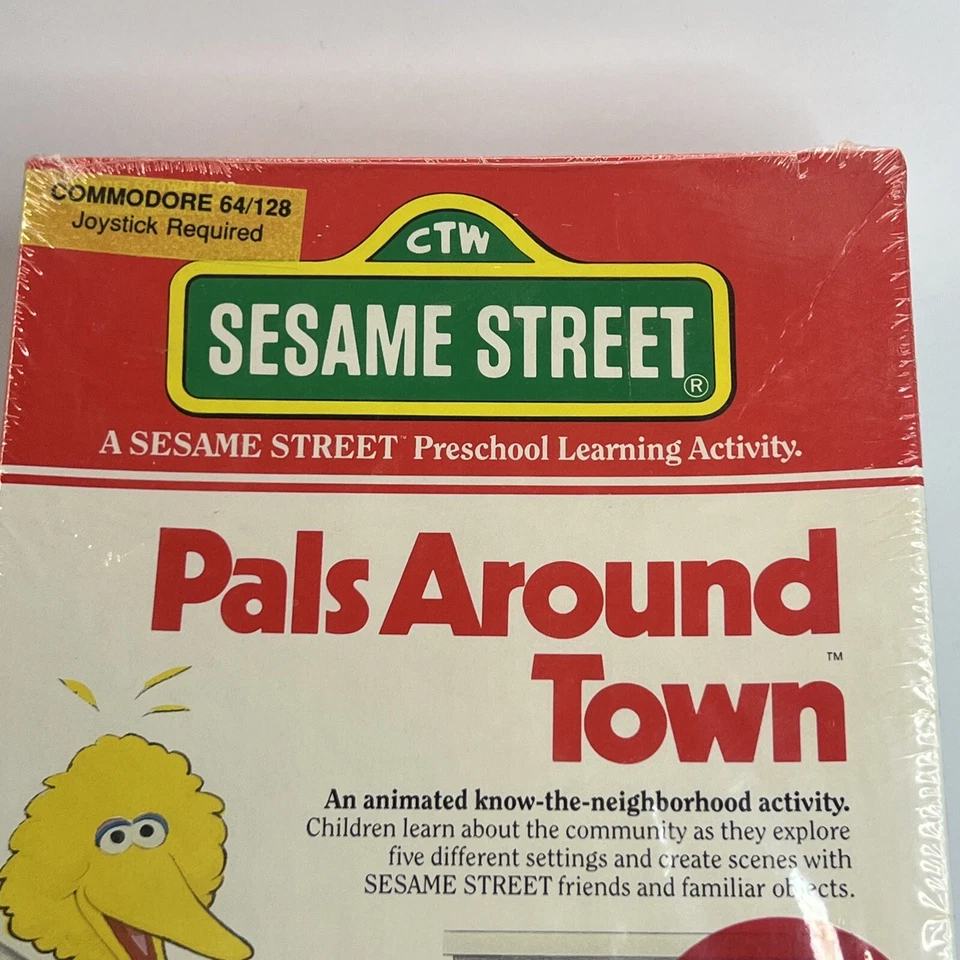 COMMODORE 64/128
Joystick Required
CTW
SESAME STREET®
A SESAME STREET™ Preschool Learning Activity.
Pals Around
Town™
An animated know-the-neighborhood activity.
Children learn about the community as they explore
five different settings and create scenes with
SESAME STREET friends and familiar objects.